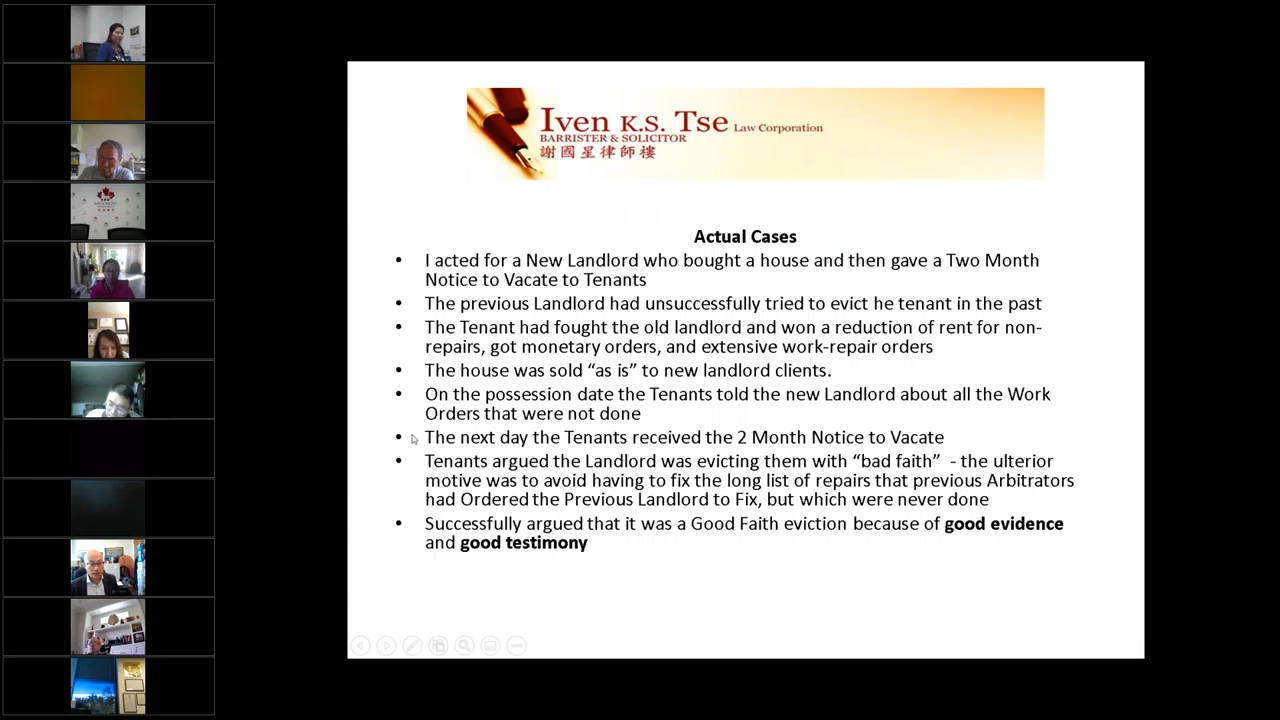 Iven K.S. Tse Law Corporation
BARRISTER & SOLICITOR
謝國星律師樓
Actual Cases
• I acted for a New Landlord who bought a house and then gave a Two Month
Notice to Vacate to Tenants
• The previous Landlord had unsuccessfully tried to evict he tenant in the past
• The Tenant had fought the old landlord and won a reduction of rent for non-
repairs, got monetary orders, and extensive work-repair orders
• The house was sold “as is” to new landlord clients.
• On the possession date the Tenants told the new Landlord about all the Work
Orders that were not done
• The next day the Tenants received the 2 Month Notice to Vacate
• Tenants argued the Landlord was evicting them with “bad faith” - the ulterior
motive was to avoid having to fix the long list of repairs that previous Arbitrators
had Ordered the Previous Landlord to Fix, but which were never done
• Successfully argued that it was a Good Faith eviction because of good evidence
and good testimony